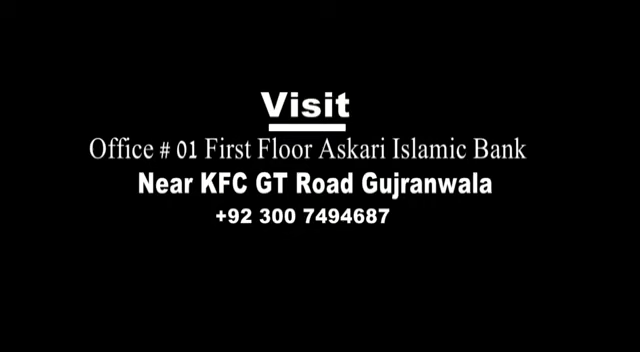 Visit
Office # 01 First Floor Askari Islamic Bank
Near KFC GT Road Gujranwala
+92 300 7494687